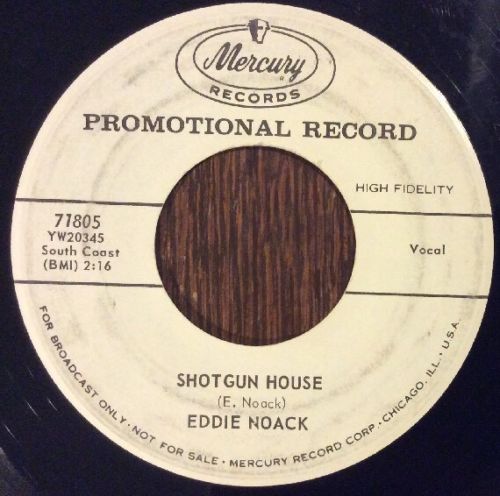 Mercury
RECORDS
PROMOTIONAL RECORD
HIGH FIDELITY
71805
YW20345
South Coast
(BMI) 2:16
Vocal
SHOTGUN HOUSE
(E. Noack)
EDDIE NOACK
FOR BROADCAST ONLY • NOT FOR SALE • MERCURY RECORD CORP. • CHICAGO, ILL. • U.S.A.